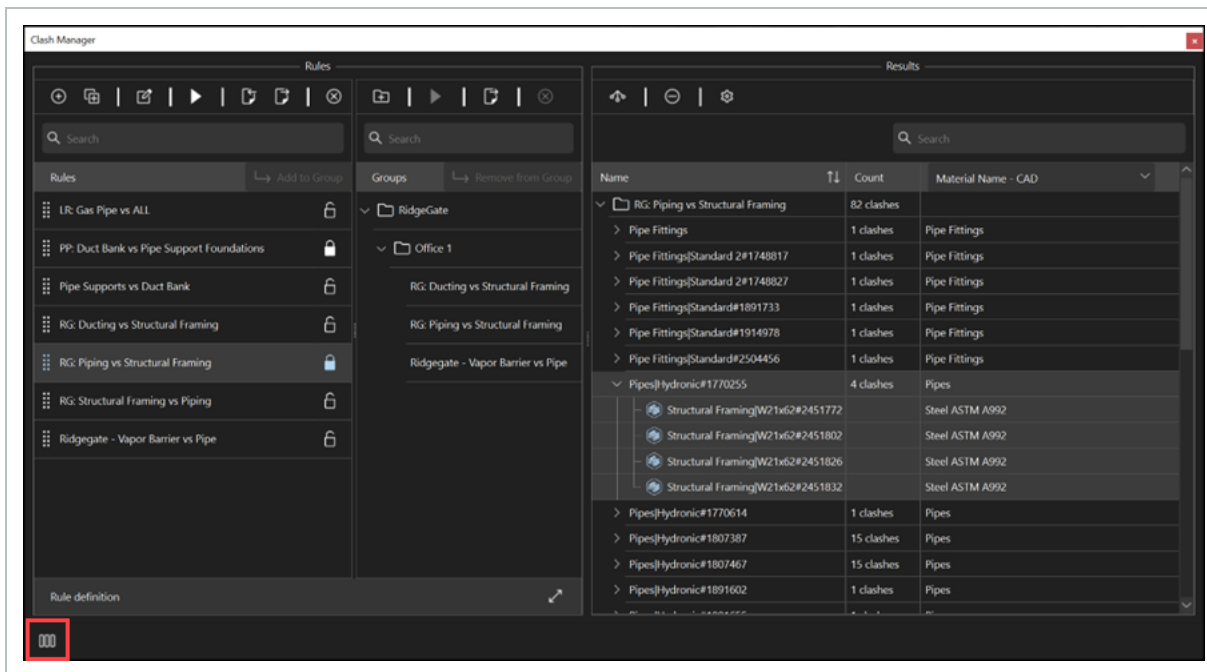 Clash Manager
Rules
Results
Search
Search
Search
Rules
Add to Group
Groups
Remove from Group
Name
Count
Material Name - CAD
LR: Gas Pipe vs ALL
PP: Duct Bank vs Pipe Support Foundations
Pipe Supports vs Duct Bank
RG: Ducting vs Structural Framing
RG: Piping vs Structural Framing
RG: Structural Framing vs Piping
Ridgegate - Vapor Barrier vs Pipe
Rule definition
RidgeGate
Office 1
RG: Ducting vs Structural Framing
RG: Piping vs Structural Framing
Ridgegate - Vapor Barrier vs Pipe
RG: Piping vs Structural Framing 82 clashes
Pipe Fittings 1 clashes Pipe Fittings
Pipe Fittings|Standard 2#1748817 1 clashes Pipe Fittings
Pipe Fittings|Standard 2#1748827 1 clashes Pipe Fittings
Pipe Fittings|Standard#1891733 1 clashes Pipe Fittings
Pipe Fittings|Standard#1914978 1 clashes Pipe Fittings
Pipe Fittings|Standard#2504456 1 clashes Pipe Fittings
Pipes|Hydronic#1770255 4 clashes Pipes
Structural Framing|W21x62#2451772 Steel ASTM A992
Structural Framing|W21x62#2451802 Steel ASTM A992
Structural Framing|W21x62#2451826 Steel ASTM A992
Structural Framing|W21x62#2451832 Steel ASTM A992
Pipes|Hydronic#1770614 1 clashes Pipes
Pipes|Hydronic#1807387 15 clashes Pipes
Pipes|Hydronic#1807467 15 clashes Pipes
Pipes|Hydronic#1891602 1 clashes Pipes